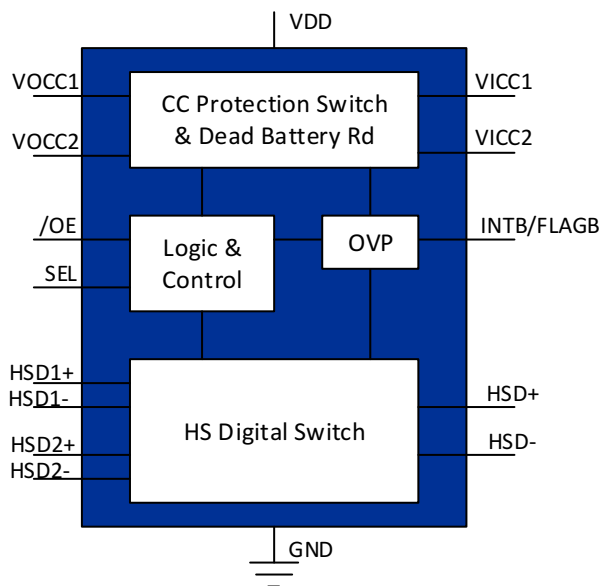 VDD
VOCC1
VICC1
CC Protection Switch
& Dead Battery Rd
VOCC2
VICC2
/OE
INTB/FLAGB
Logic &
Control
OVP
SEL
HSD1+
HSD1-
HSD+
HS Digital Switch
HSD2+
HSD-
HSD2-
GND